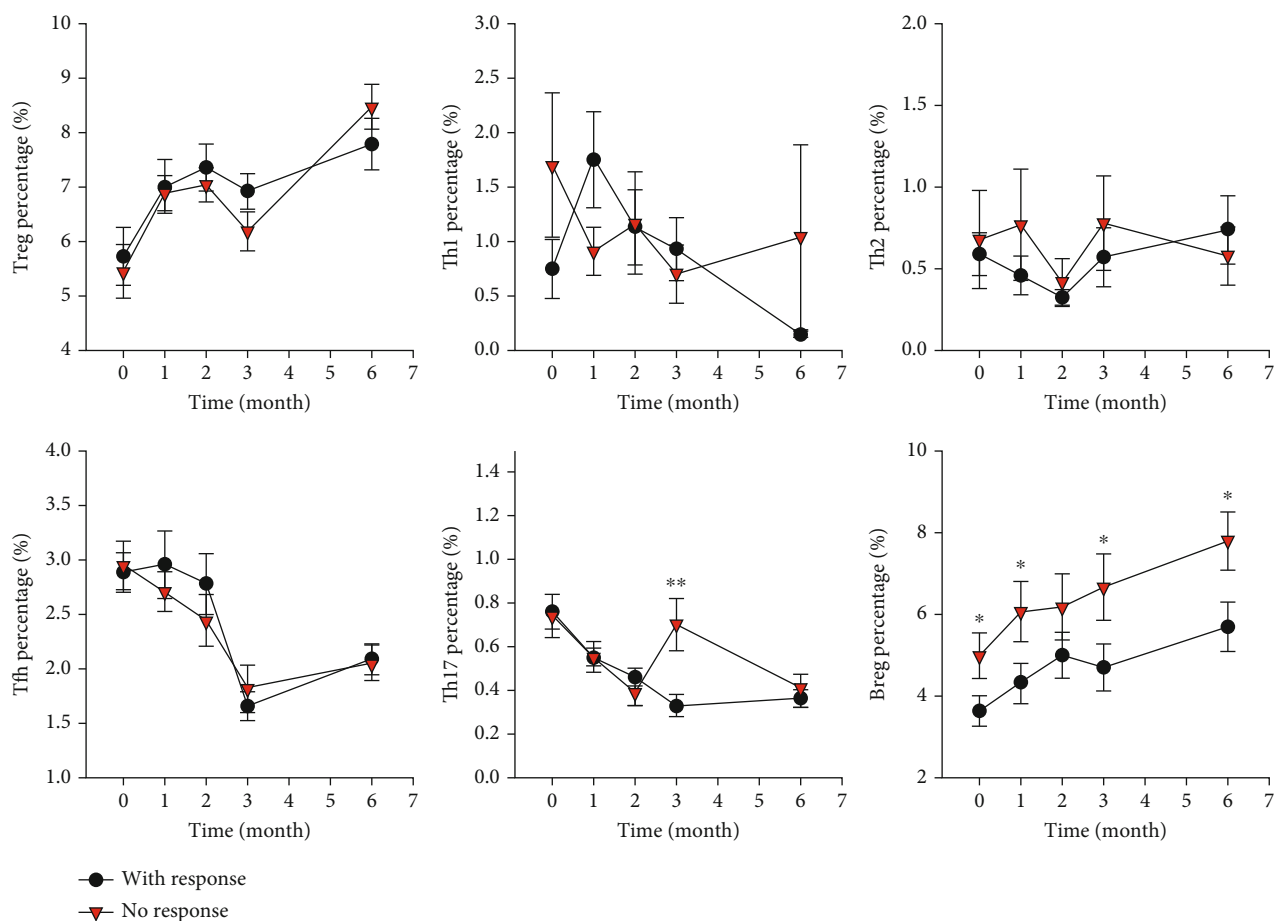 10
9
8
7
6
5
4
Treg percentage (%)
0 1 2 3 4 5 6 7
Time (month)
3.0
2.5
2.0
1.5
1.0
0.5
0.0
Th1 percentage (%)
0 1 2 3 4 5 6 7
Time (month)
2.0
1.5
1.0
0.5
0.0
Th2 percentage (%)
0 1 2 3 4 5 5 7
Time (month)
4.0
3.5
3.0
2.5
2.0
1.5
1.0
Tfh percentage (%)
0 1 2 3 4 5 6 7
Time (month)
1.4
1.2
1.0
0.8
0.6
0.4
0.2
0.0
Th17 percentage (%)
**
0 1 2 3 4 5 6 7
Time (month)
10
8
6
4
2
Breg percentage (%)
* * * *
0 1 2 3 4 5 6 7
Time (month)
With response
No response